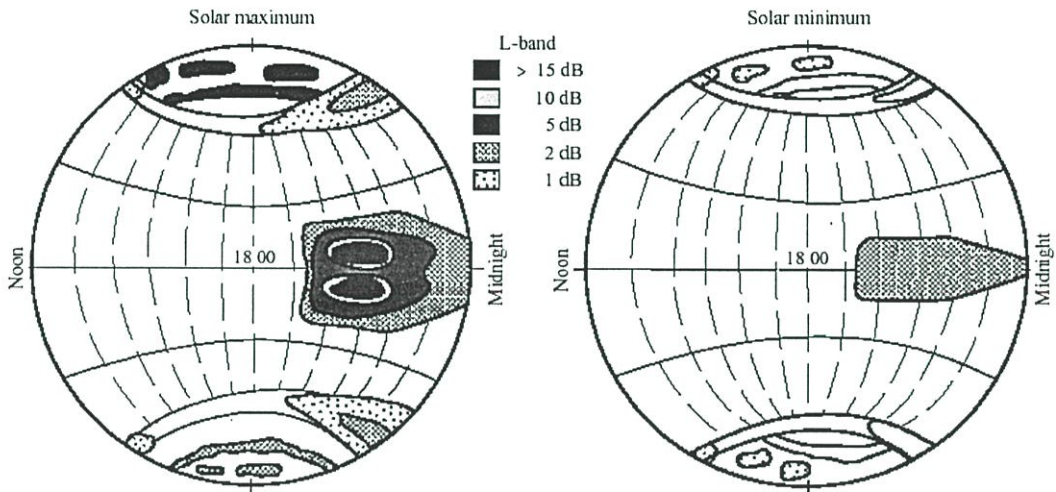 Solar maximum
Solar minimum
L-band
> 15 dB
10 dB
5 dB
2 dB
1 dB
Noon
18 00
Midnight
Noon
18 00
Midnight